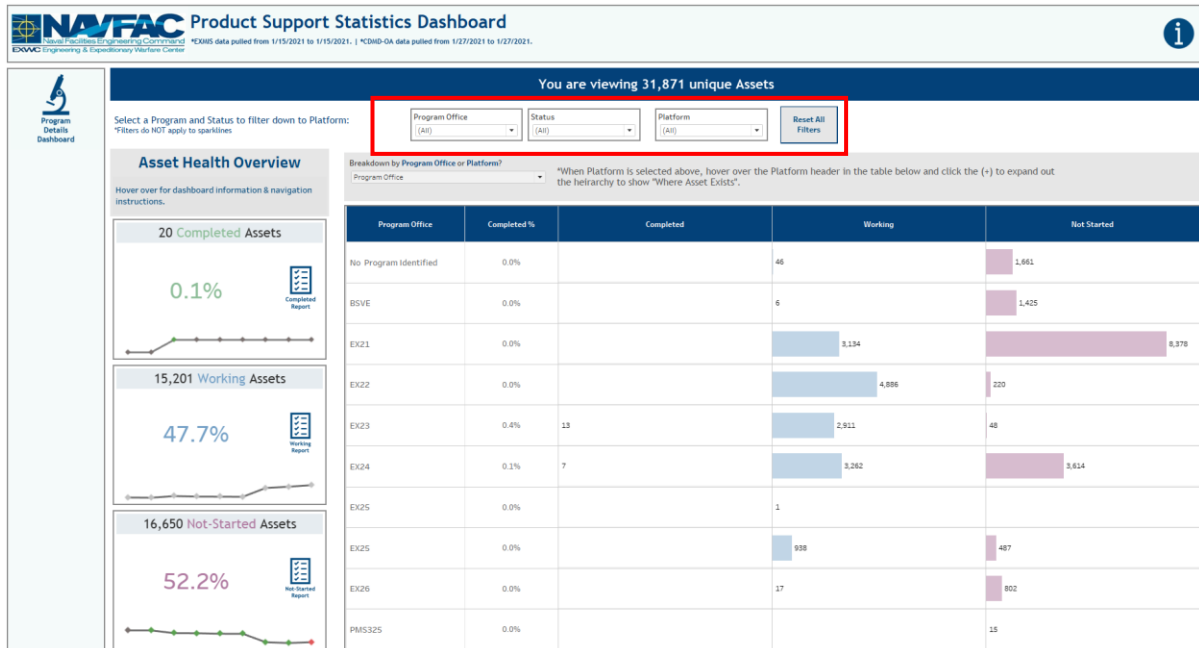 NAVFAC
Naval Facilities Engineering Command
EXWC Engineering & Expeditionary Warfare Center
Product Support Statistics Dashboard
*EXMIS data pulled from 1/15/2021 to 1/15/2021. | *CDMD-OA data pulled from 1/27/2021 to 1/27/2021.
i
Program
Details
Dashboard
You are viewing 31,871 unique Assets
Select a Program and Status to filter down to Platform:
*Filters do NOT apply to sparklines
Program Office
(All)
Status
(All)
Platform
(All)
Reset All
Filters
Asset Health Overview
Hover over for dashboard information & navigation
instructions.
Breakdown by Program Office or Platform?
Program Office
*When Platform is selected above, hover over the Platform header in the table below and click the (+) to expand out
the heirarchy to show "Where Asset Exists".
20 Completed Assets
0.1%
Completed
Report
15,201 Working Assets
47.7%
Working
Report
16,650 Not-Started Assets
52.2%
Not-Started
Report
Program Office Completed % Completed Working Not Started
No Program Identified 0.0% 46 1,661
BSVE 0.0% 6 1,425
EX21 0.0% 3,134 8,378
EX22 0.0% 4,886 220
EX23 0.4% 13 2,911 48
EX24 0.1% 7 3,262 3,614
EX25 0.0% 1
EX25 0.0% 938 487
EX26 0.0% 17 802
PMS325 0.0% 15